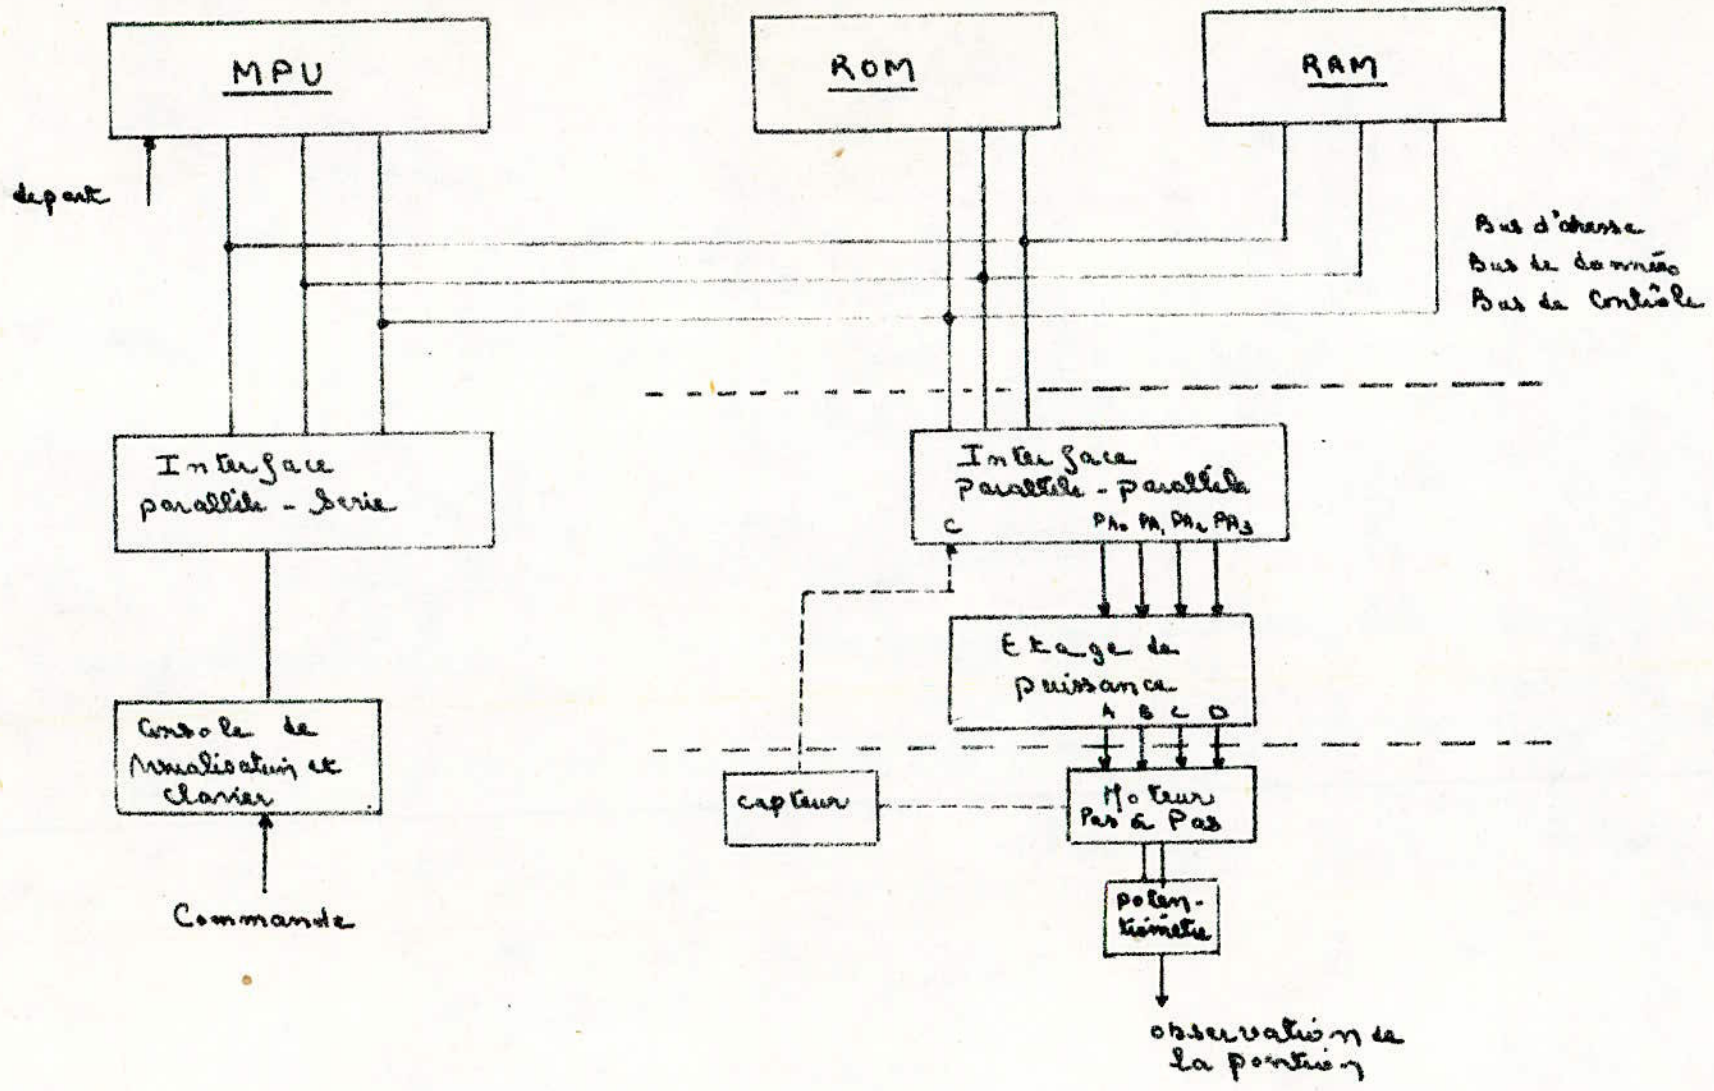 MPU
ROM
RAM
depart
Bus d'adresse
Bus de données
Bus de Contrôle
Interface
parallèle - Serie
Interface
Parallèle - parallèle
C
PA0 PA1 PA2 PA3
Etage de
puissance
A B C D
Console de
Visualisation et
Clavier
capteur
Moteur
Pas à Pas
Commande
poten-
tiomètre
observation de
la position